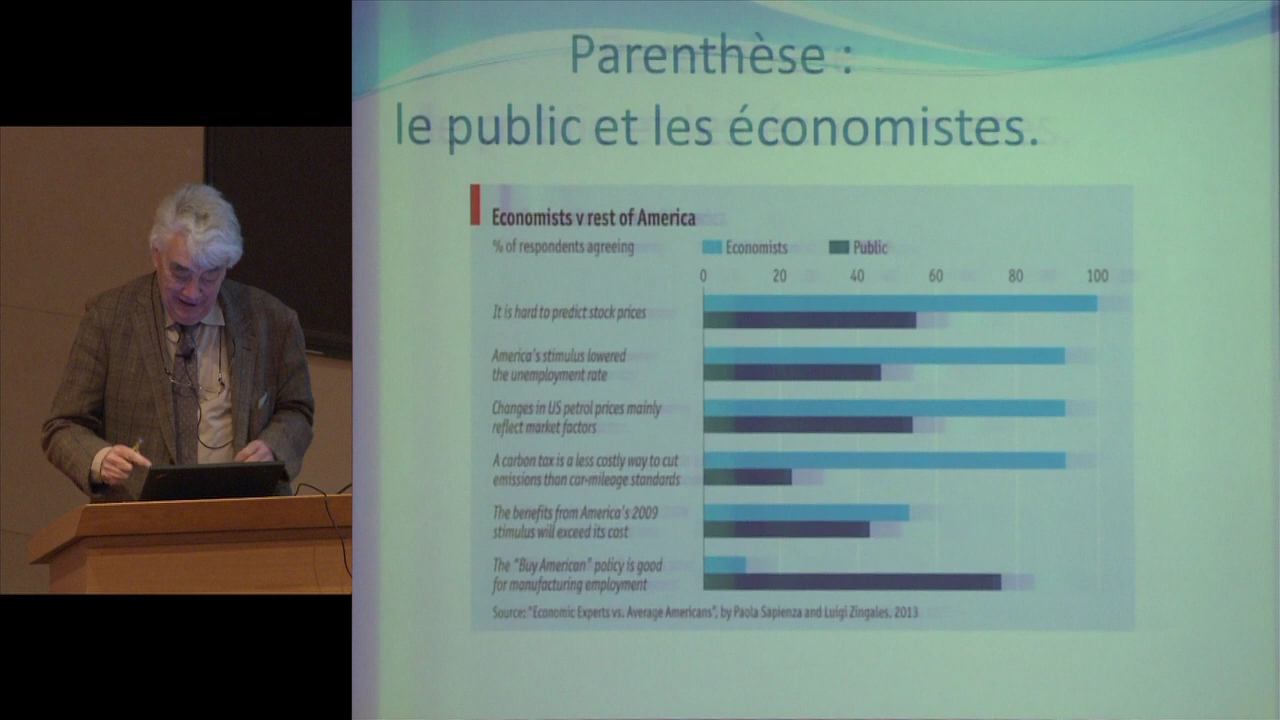 Parenthèse :
le public et les économistes.
Economists v rest of America
% of respondents agreeing
Economists
Public
0 20 40 60 80 100
It is hard to predict stock prices
America's stimulus lowered
the unemployment rate
Changes in US petrol prices mainly
reflect market factors
A carbon tax is a less costly way to cut
emissions than car-mileage standards
The benefits from America's 2009
stimulus will exceed its cost
The "Buy American" policy is good
for manufacturing employment
Source: "Economic Experts vs. Average Americans", by Paola Sapienza and Luigi Zingales, 2013